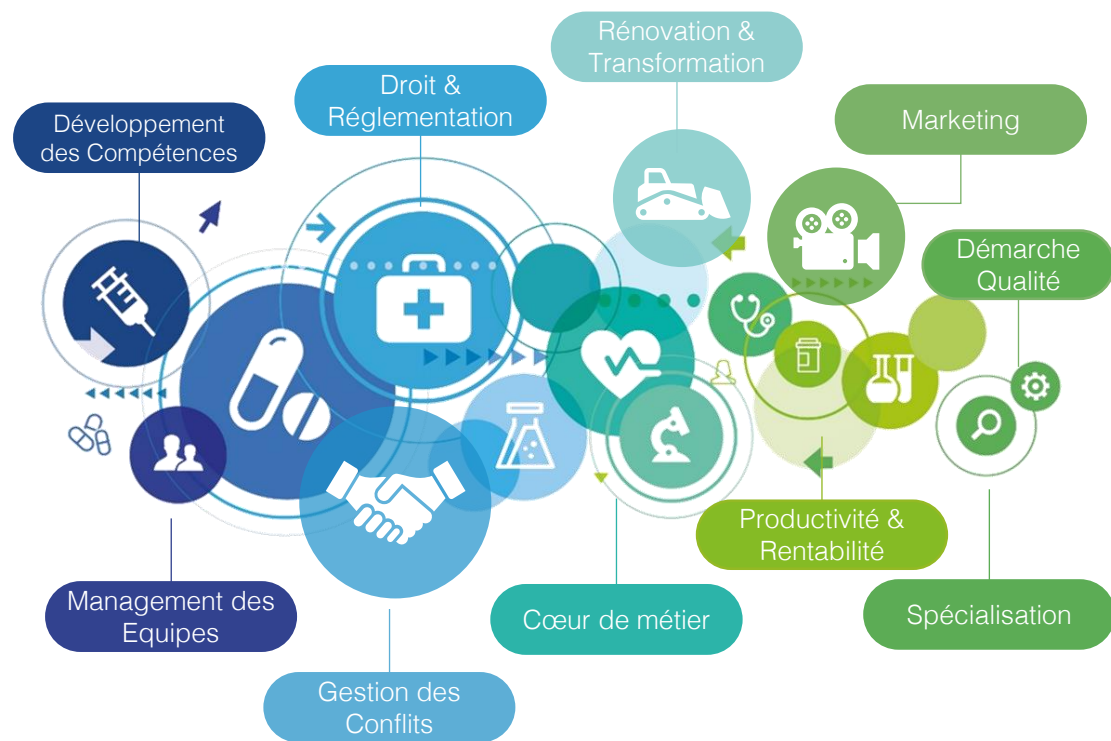 Rénovation &
Transformation
Droit &
Réglementation
Marketing
Développement
des Compétences
Démarche
Qualité
Productivité &
Rentabilité
Management des
Equipes
Cœur de métier
Spécialisation
Gestion des
Conflits